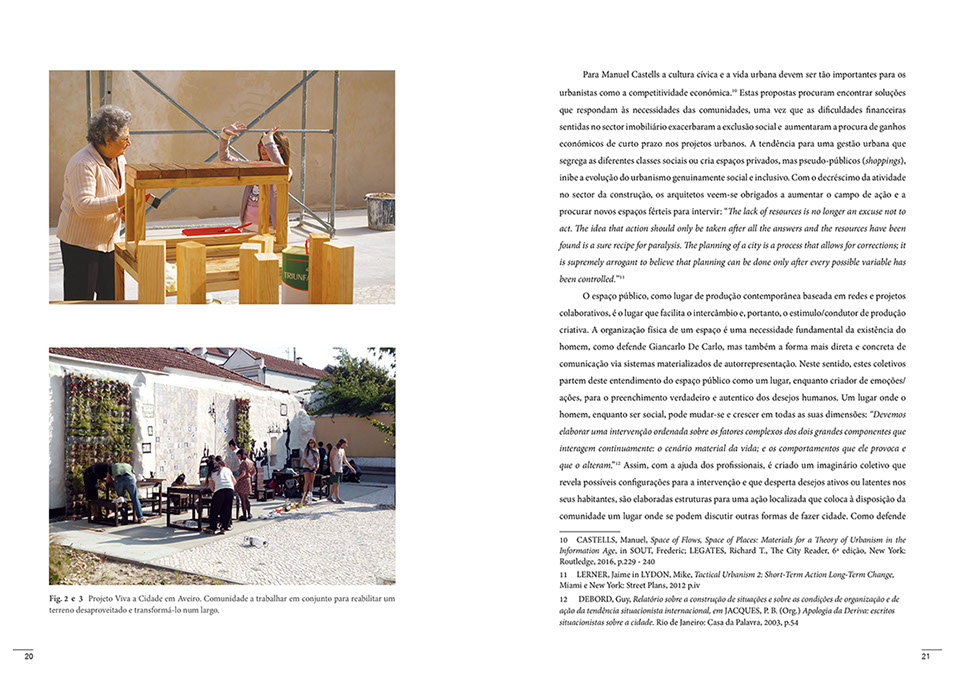 TRIUNF
Fig. 2 e 3 Projeto Viva a Cidade em Aveiro. Comunidade a trabalhar em conjunto para reabilitar um
terreno desaproveitado e transformá-lo num largo.
20
Para Manuel Castells a cultura cívica e a vida urbana devem ser tão importantes para os
urbanistas como a competitividade económica.¹⁰ Estas propostas procuram encontrar soluções
que respondam às necessidades das comunidades, uma vez que as dificuldades financeiras
sentidas no sector imobiliário exacerbaram a exclusão social e aumentaram a procura de ganhos
económicos de curto prazo nos projetos urbanos. A tendência para uma gestão urbana que
segrega as diferentes classes sociais ou cria espaços privados, mas pseudo-públicos (shoppings),
inibe a evolução do urbanismo genuinamente social e inclusivo. Com o decréscimo da atividade
no sector da construção, os arquitetos veem-se obrigados a aumentar o campo de ação e a
procurar novos espaços férteis para intervir: “The lack of resources is no longer an excuse not to
act. The idea that action should only be taken after all the answers and the resources have been
found is a sure recipe for paralysis. The planning of a city is a process that allows for corrections; it
is supremely arrogant to believe that planning can be done only after every possible variable has
been controlled.”¹¹
O espaço público, como lugar de produção contemporânea baseada em redes e projetos
colaborativos, é o lugar que facilita o intercâmbio e, portanto, o estimulo/condutor de produção
criativa. A organização física de um espaço é uma necessidade fundamental da existência do
homem, como defende Giancarlo De Carlo, mas também a forma mais direta e concreta de
comunicação via sistemas materializados de autorrepresentação. Neste sentido, estes coletivos
partem deste entendimento do espaço público como um lugar, enquanto criador de emoções/
ações, para o preenchimento verdadeiro e autentico dos desejos humanos. Um lugar onde o
homem, enquanto ser social, pode mudar-se e crescer em todas as suas dimensões: “Devemos
elaborar uma intervenção ordenada sobre os fatores complexos dos dois grandes componentes que
interagem continuamente: o cenário material da vida; e os comportamentos que ele provoca e
que o alteram.”¹² Assim, com a ajuda dos profissionais, é criado um imaginário coletivo que
revela possíveis configurações para a intervenção e que desperta desejos ativos ou latentes nos
seus habitantes, são elaboradas estruturas para uma ação localizada que coloca à disposição da
comunidade um lugar onde se podem discutir outras formas de fazer cidade. Como defende
10 CASTELLS, Manuel, Space of Flows, Space of Places: Materials for a Theory of Urbanism in the
Information Age, in SOUT, Frederic; LEGATES, Richard T., The City Reader, 6ª edição, New York:
Routledge, 2016, p.229 - 240
11 LERNER, Jaime in LYDON, Mike, Tactical Urbanism 2: Short-Term Action Long-Term Change,
Miami e New York: Street Plans, 2012 p.iv
12 DEBORD, Guy, Relatório sobre a construção de situações e sobre as condições de organização e de
ação da tendência situacionista internacional, em JACQUES, P. B. (Org.) Apologia da Deriva: escritos
situacionistas sobre a cidade. Rio de Janeiro: Casa da Palavra, 2003, p.54
21